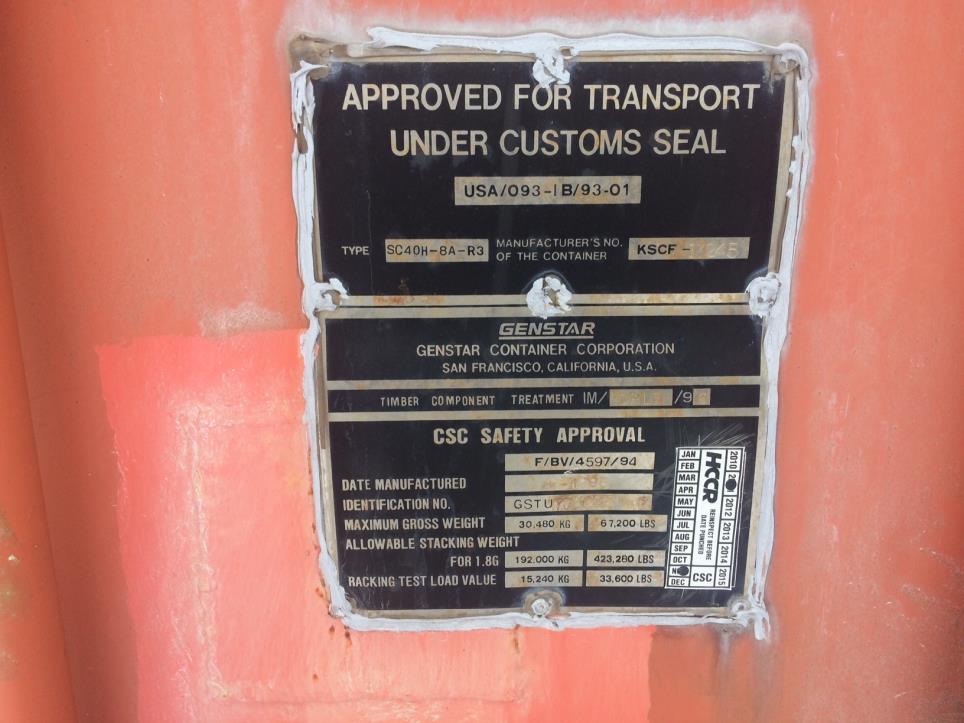 APPROVED FOR TRANSPORT
UNDER CUSTOMS SEAL
USA/093-IB/93-01
TYPE SC40H-8A-R3 MANUFACTURER'S NO. OF THE CONTAINER KSCF -
GENSTAR
GENSTAR CONTAINER CORPORATION
SAN FRANCISCO, CALIFORNIA, U.S.A.
TIMBER COMPONENT TREATMENT IM/
CSC SAFETY APPROVAL
F/BV/4597/94
DATE MANUFACTURED
IDENTIFICATION NO. GSTU
MAXIMUM GROSS WEIGHT 30,480 KG 67,200 LBS
ALLOWABLE STACKING WEIGHT
FOR 1.8G 192,000 KG 423,280 LBS
RACKING TEST LOAD VALUE 15,240 KG 33,600 LBS
JAN
FEB
MAR
APR
MAY
JUN
JUL
AUG
SEP
OCT
DEC
HCCR
REINSPECT BEFORE
DATE PUNCHED
CSC
2010 2012 2013 2014 2015